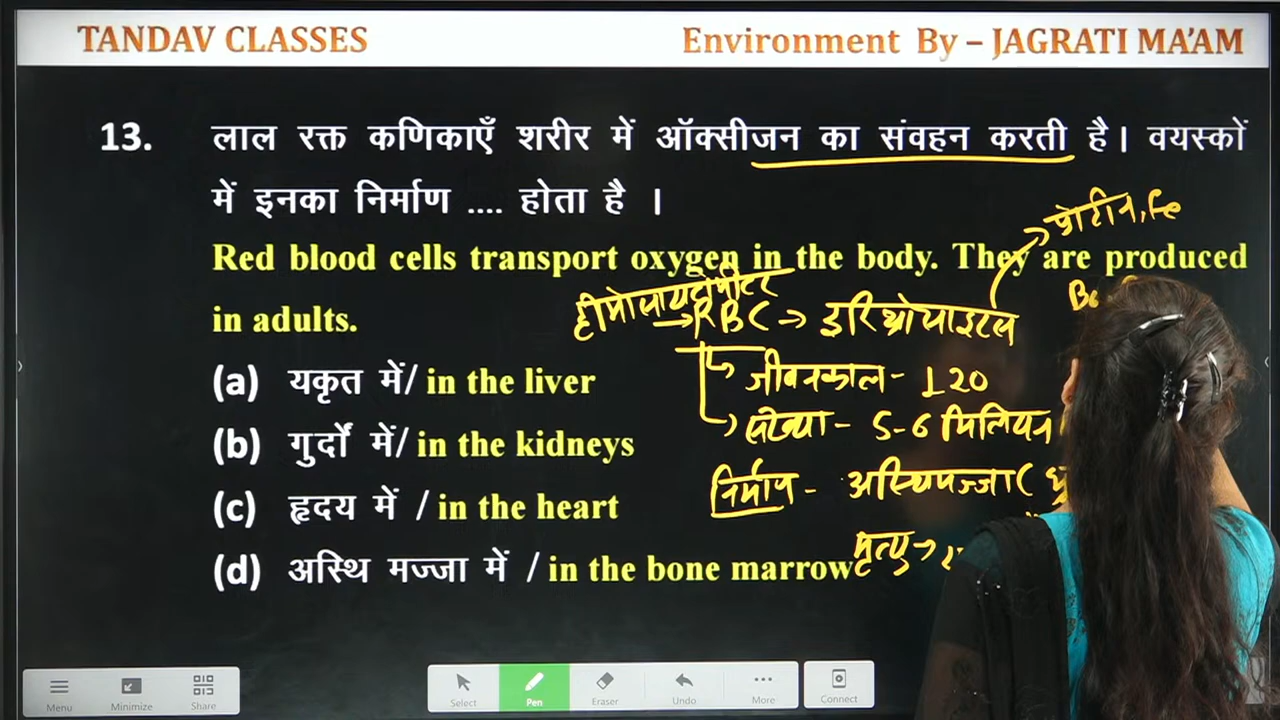 TANDAV CLASSES
Environment By – JAGRATI MA'AM
13. लाल रक्त कणिकाएँ शरीर में ऑक्सीजन का संवहन करती है। वयस्कों
में इनका निर्माण .... होता है ।
प्रोटीन, Fe
Red blood cells transport oxygen in the body. They are produced
in adults.
हीमोसायटोमीटर
→ RBC → इरिथ्रोसाइटस
(a) यकृत में/ in the liver
जीवनकाल - 120
(b) गुर्दों में/ in the kidneys
संख्या - 5-6 मिलियन
(c) हृदय में / in the heart
निर्माण - अस्थिमज्जा (
(d) अस्थि मज्जा में / in the bone marrow
मृत्यु →
Menu
Minimize
Share
Select
Pen
Eraser
Undo
More
Connect